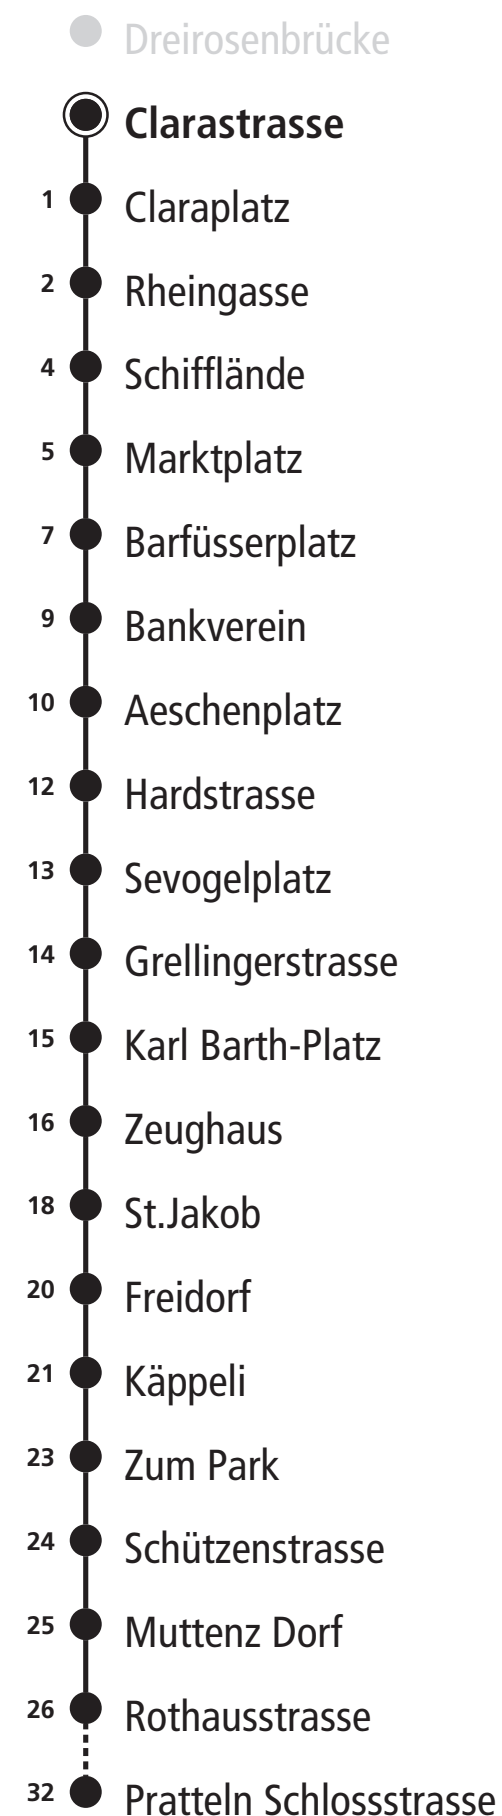 Dreirosenbrücke
Clarastrasse
1 Claraplatz
2 Rheingasse
4 Schifflände
5 Marktplatz
7 Barfüsserplatz
9 Bankverein
10 Aeschenplatz
12 Hardstrasse
13 Sevogelplatz
14 Grellingerstrasse
15 Karl Barth-Platz
16 Zeughaus
18 St.Jakob
20 Freidorf
21 Käppeli
23 Zum Park
24 Schützenstrasse
25 Muttenz Dorf
26 Rothausstrasse
32 Pratteln Schlossstrasse